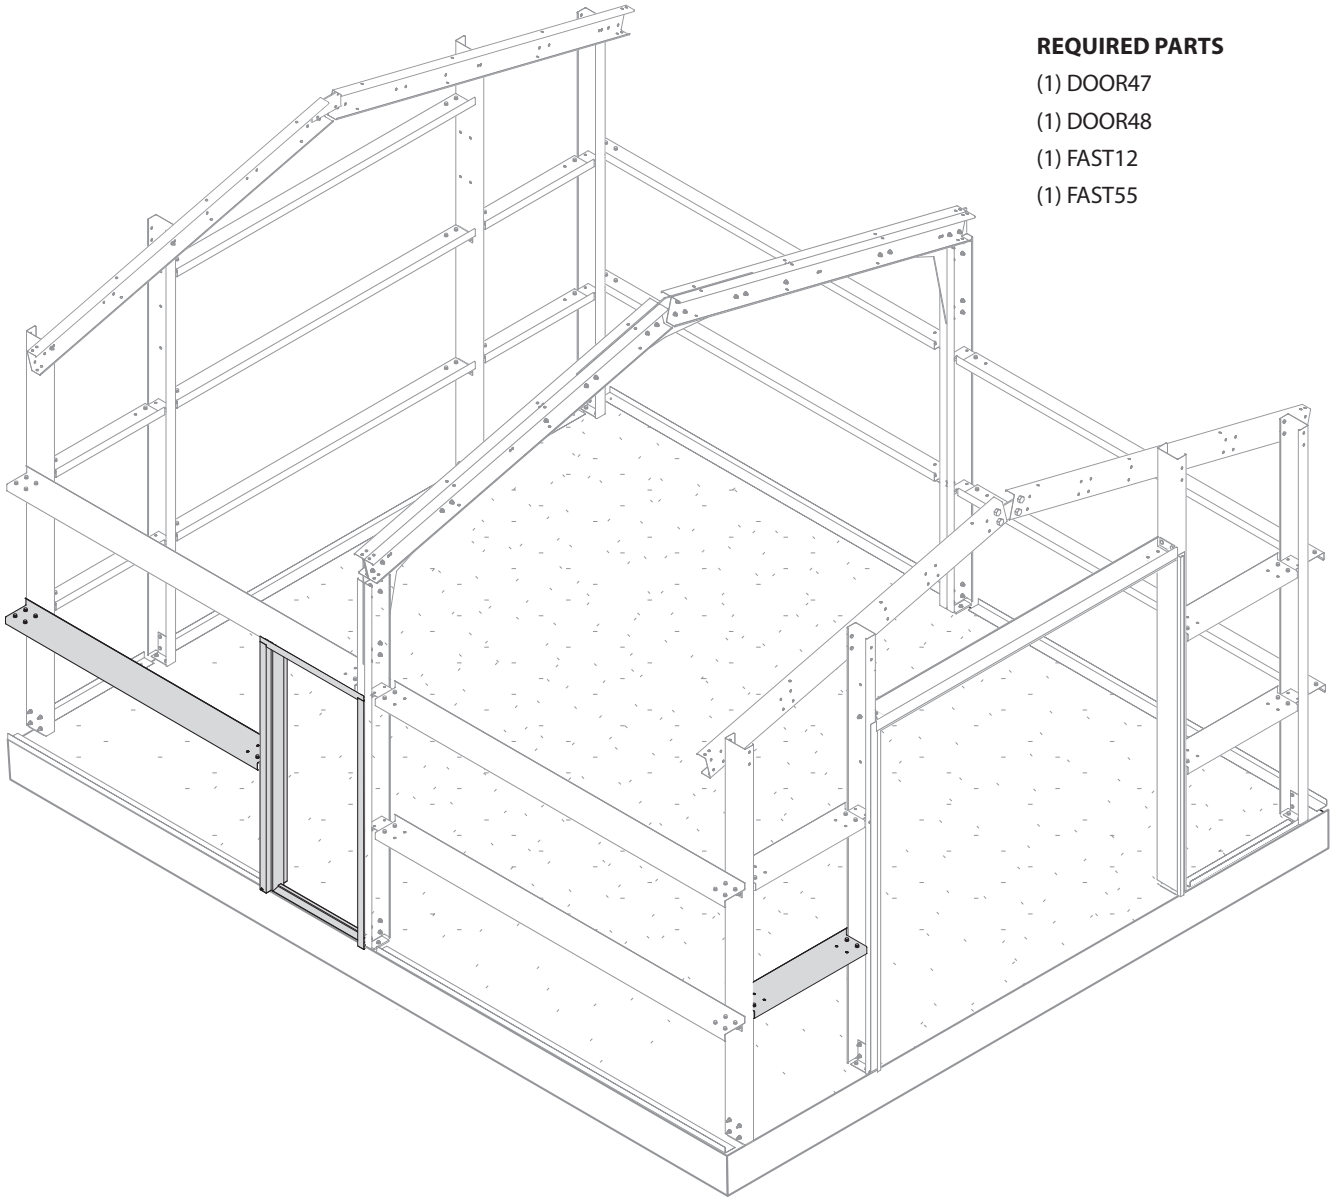 REQUIRED PARTS
(1) DOOR47
(1) DOOR48
(1) FAST12
(1) FAST55